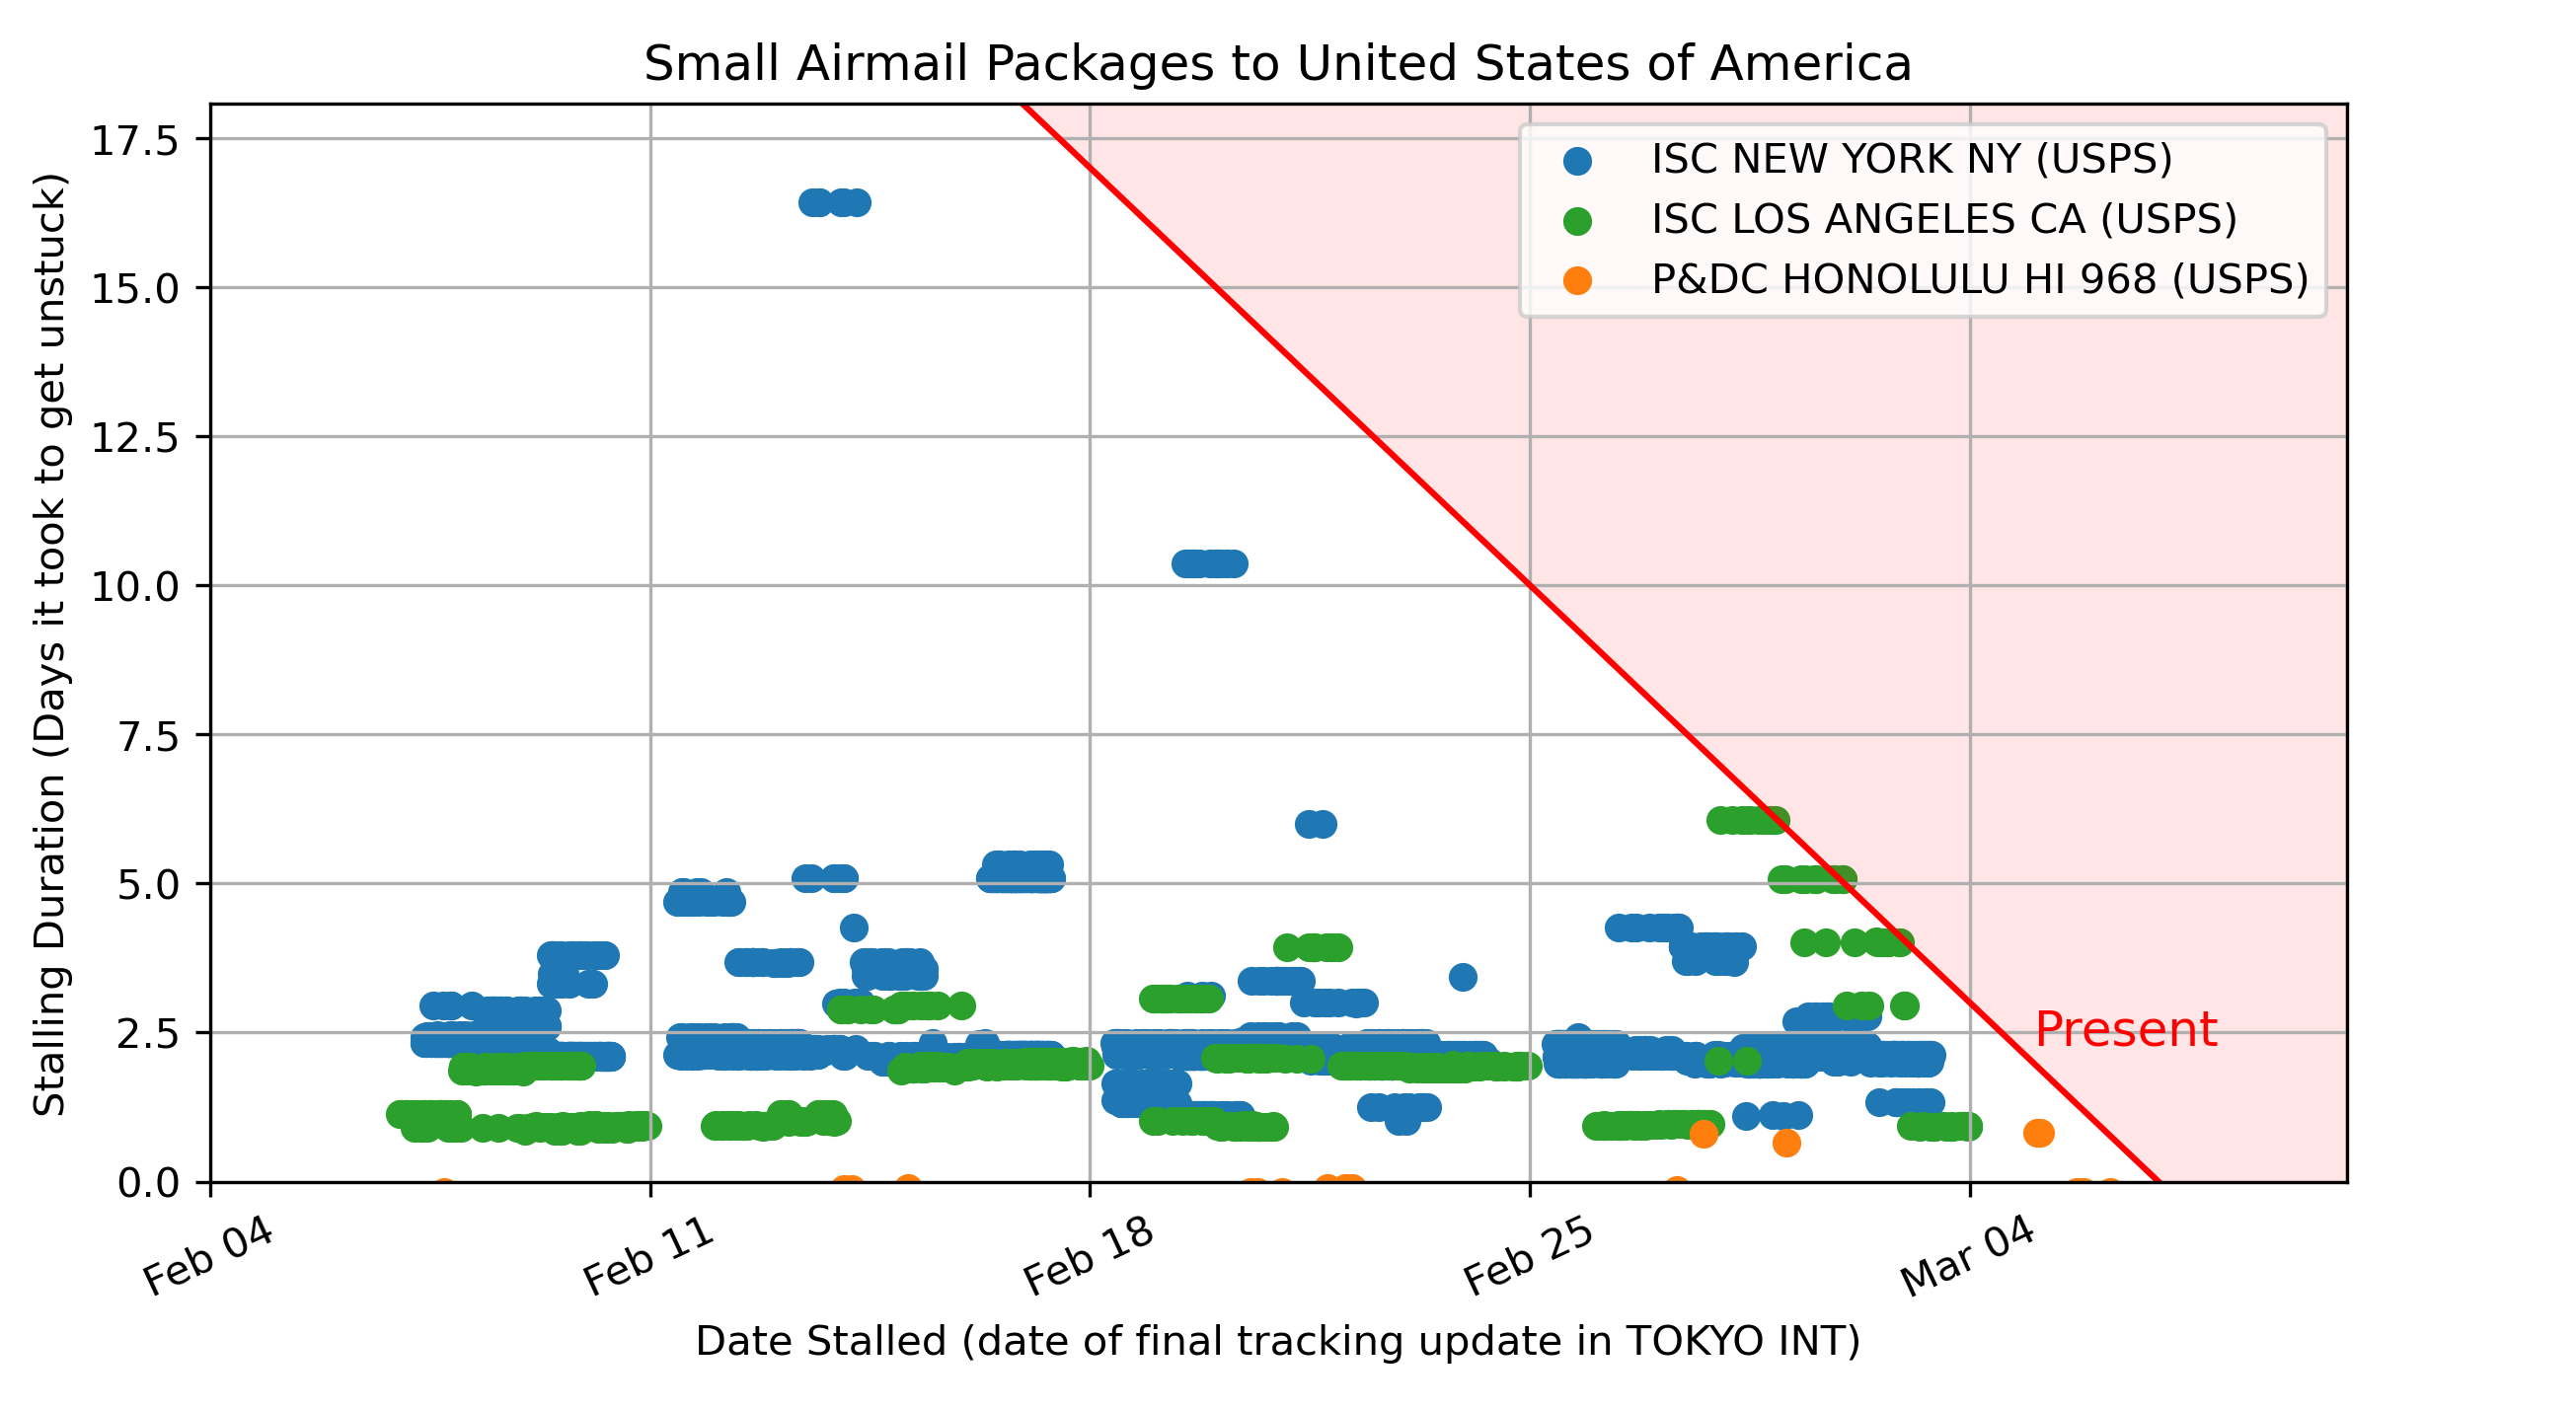 Small Airmail Packages to United States of America
17.5
15.0
12.5
10.0
7.5
5.0
2.5
0.0
Stalling Duration (Days it took to get unstuck)
ISC NEW YORK NY (USPS)
ISC LOS ANGELES CA (USPS)
P&DC HONOLULU HI 968 (USPS)
Present
Feb 04
Feb 11
Feb 18
Feb 25
Mar 04
Date Stalled (date of final tracking update in TOKYO INT)